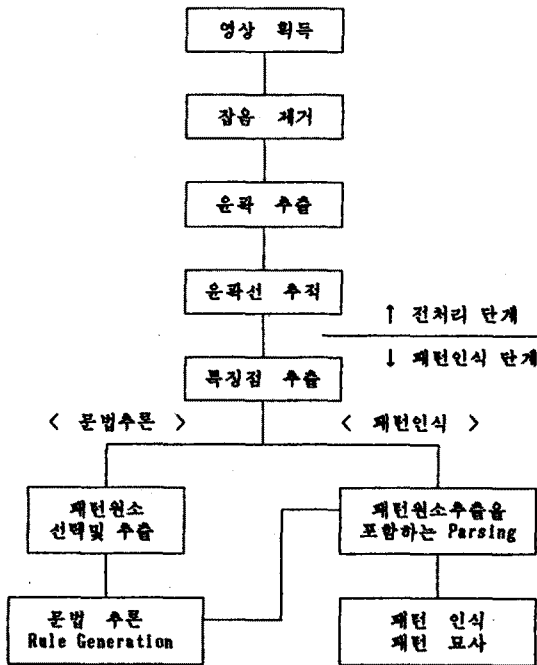 영상 획득
잡음 제거
윤곽 추출
윤곽선 추적
↑ 전처리 단계
↓ 패턴인식 단계
특징점 추출
< 문법추론 >
< 패턴인식 >
패턴원소
선택및 추출
패턴원소추출을
포함하는 Parsing
문법 추론
Rule Generation
패턴 인식
패턴 묘사